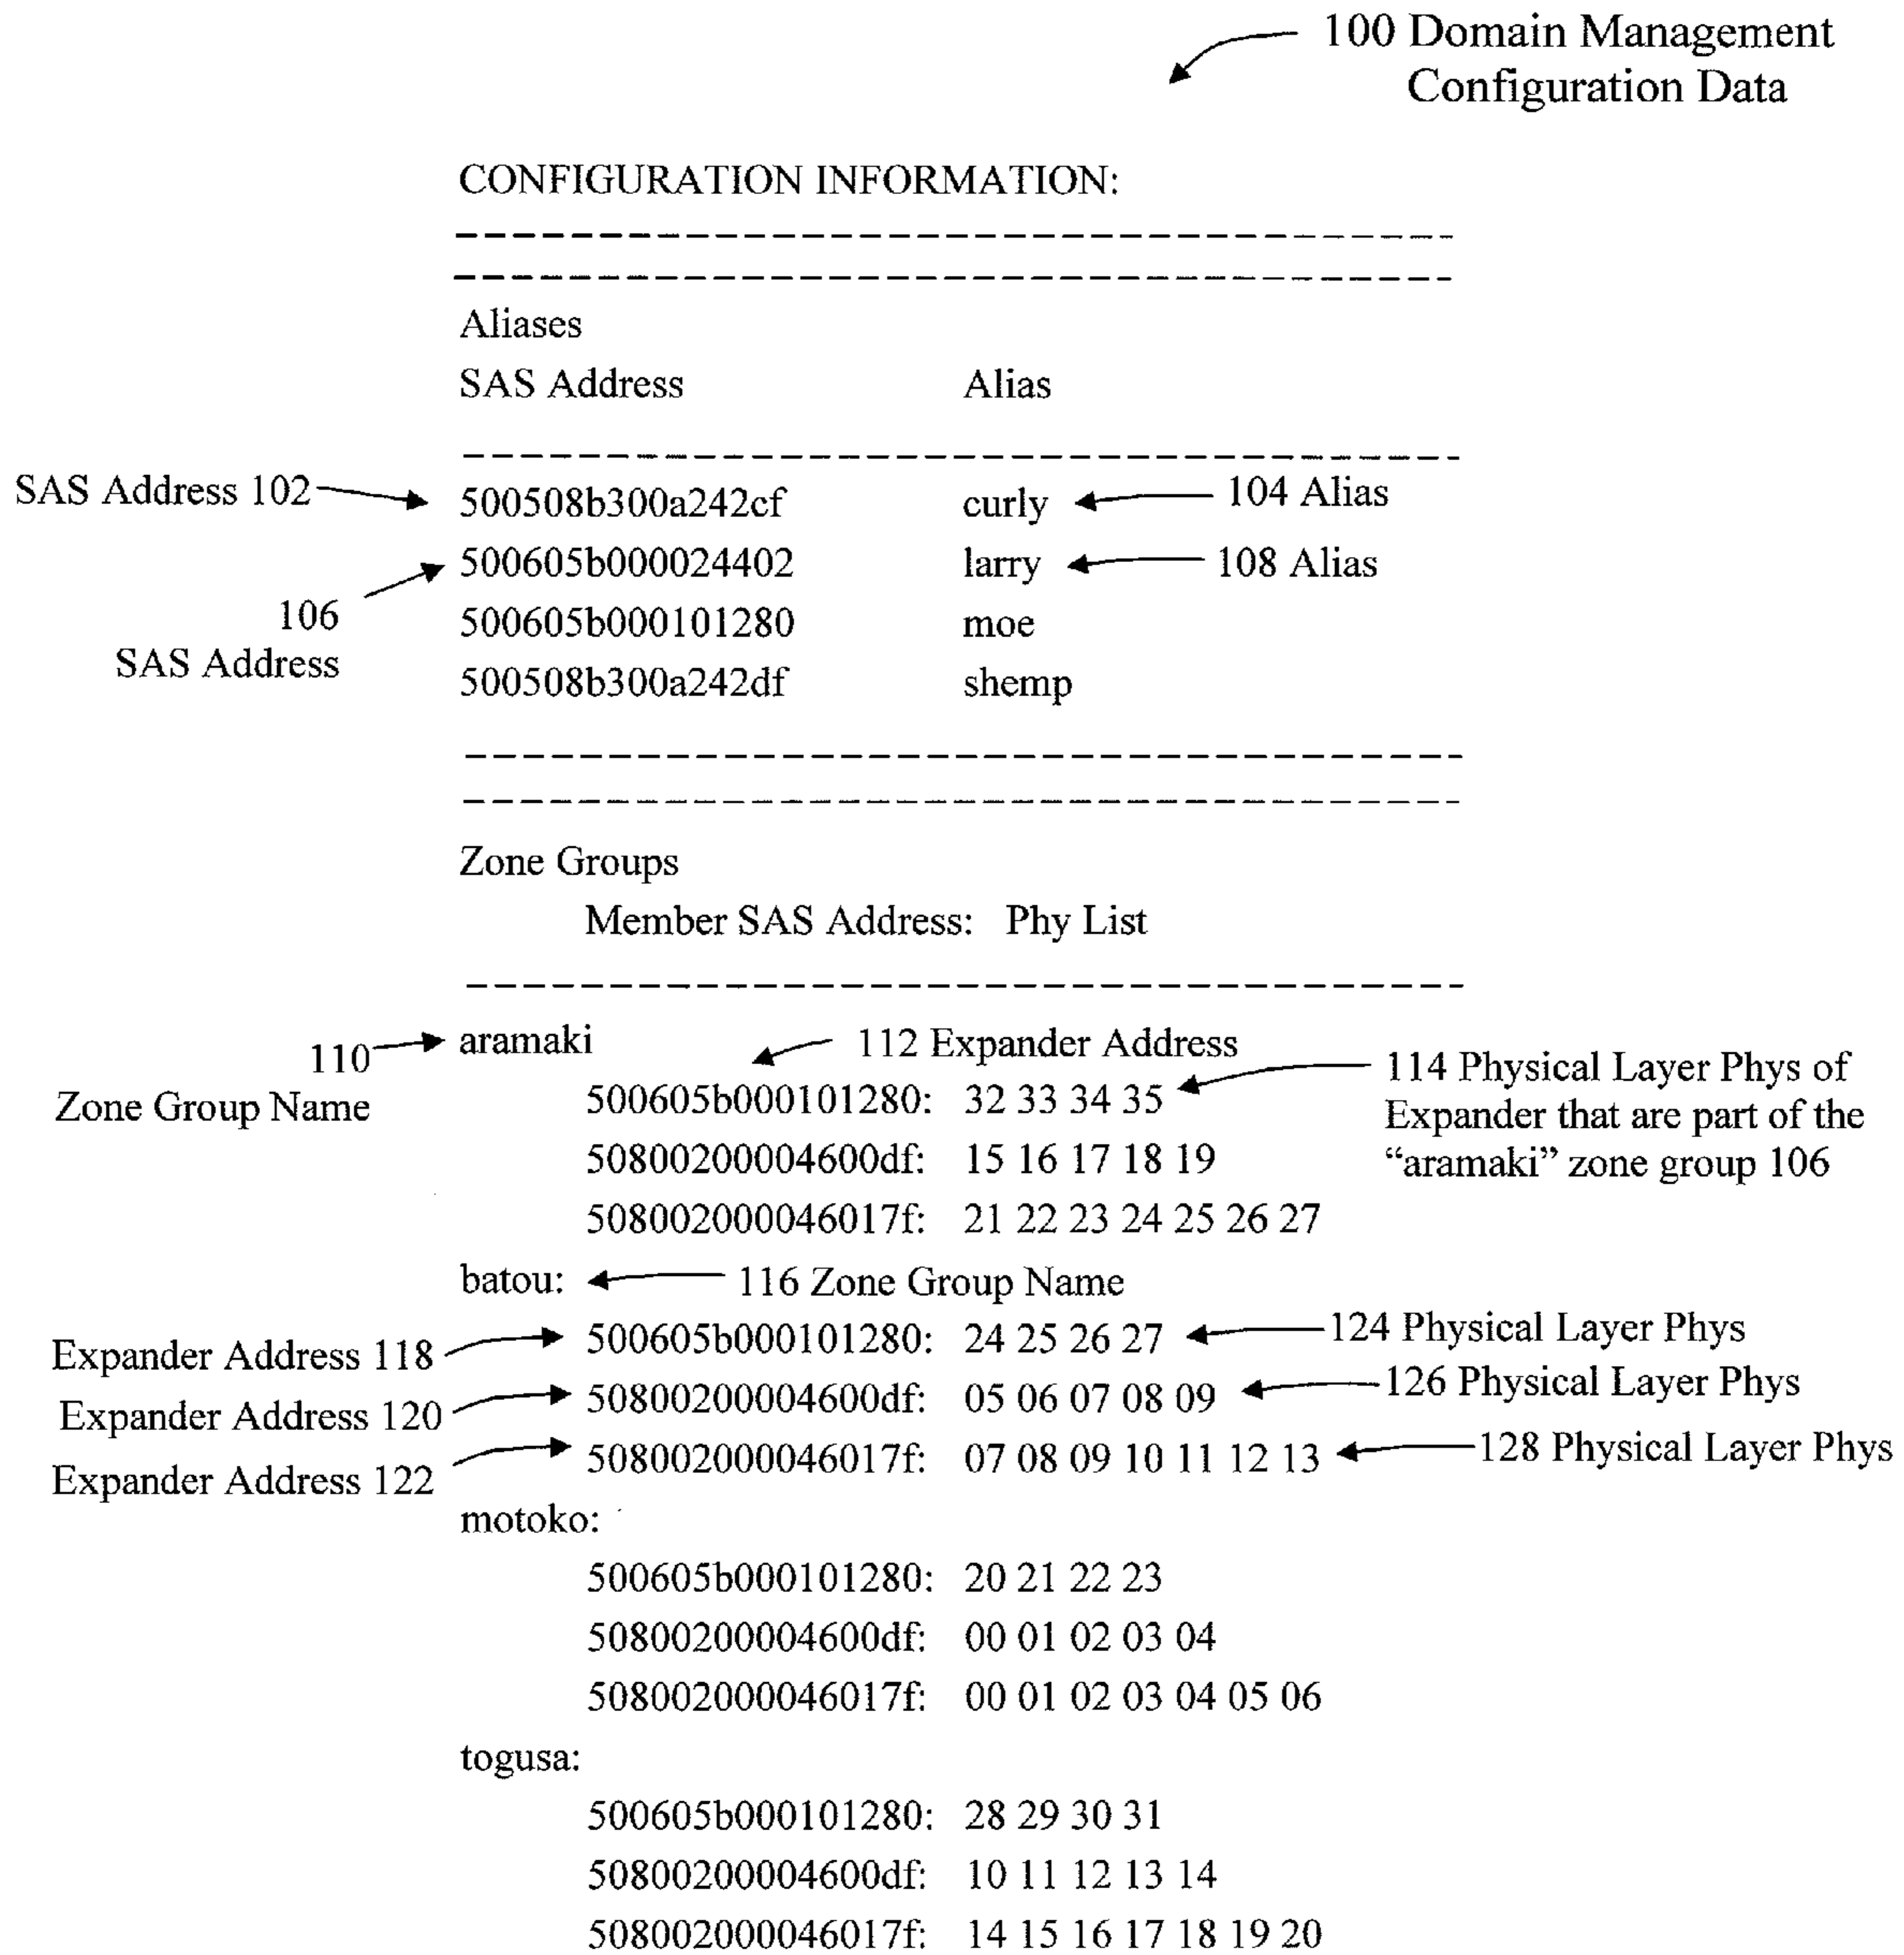 100 Domain Management
Configuration Data
CONFIGURATION INFORMATION:
Aliases
SAS Address Alias
SAS Address 102 500508b300a242cf curly 104 Alias
500605b000024402 larry 108 Alias
106
SAS Address
500605b000101280 moe
500508b300a242df shemp
Zone Groups
Member SAS Address: Phy List
110
Zone Group Name
aramaki
112 Expander Address
500605b000101280: 32 33 34 35
114 Physical Layer Phys of
Expander that are part of the
“aramaki” zone group 106
50800200004600df: 15 16 17 18 19
508002000046017f: 21 22 23 24 25 26 27
batou: 116 Zone Group Name
Expander Address 118 500605b000101280: 24 25 26 27 124 Physical Layer Phys
Expander Address 120 50800200004600df: 05 06 07 08 09 126 Physical Layer Phys
Expander Address 122 508002000046017f: 07 08 09 10 11 12 13 128 Physical Layer Phys
motoko:
500605b000101280: 20 21 22 23
50800200004600df: 00 01 02 03 04
508002000046017f: 00 01 02 03 04 05 06
togusa:
500605b000101280: 28 29 30 31
50800200004600df: 10 11 12 13 14
508002000046017f: 14 15 16 17 18 19 20